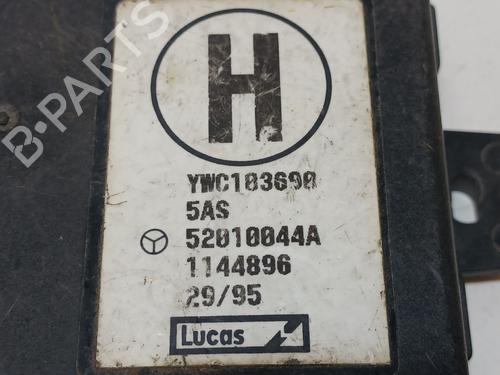 H
YWC103690
5AS
52010044A
1144896
29/95
Lucas
B-PARTS